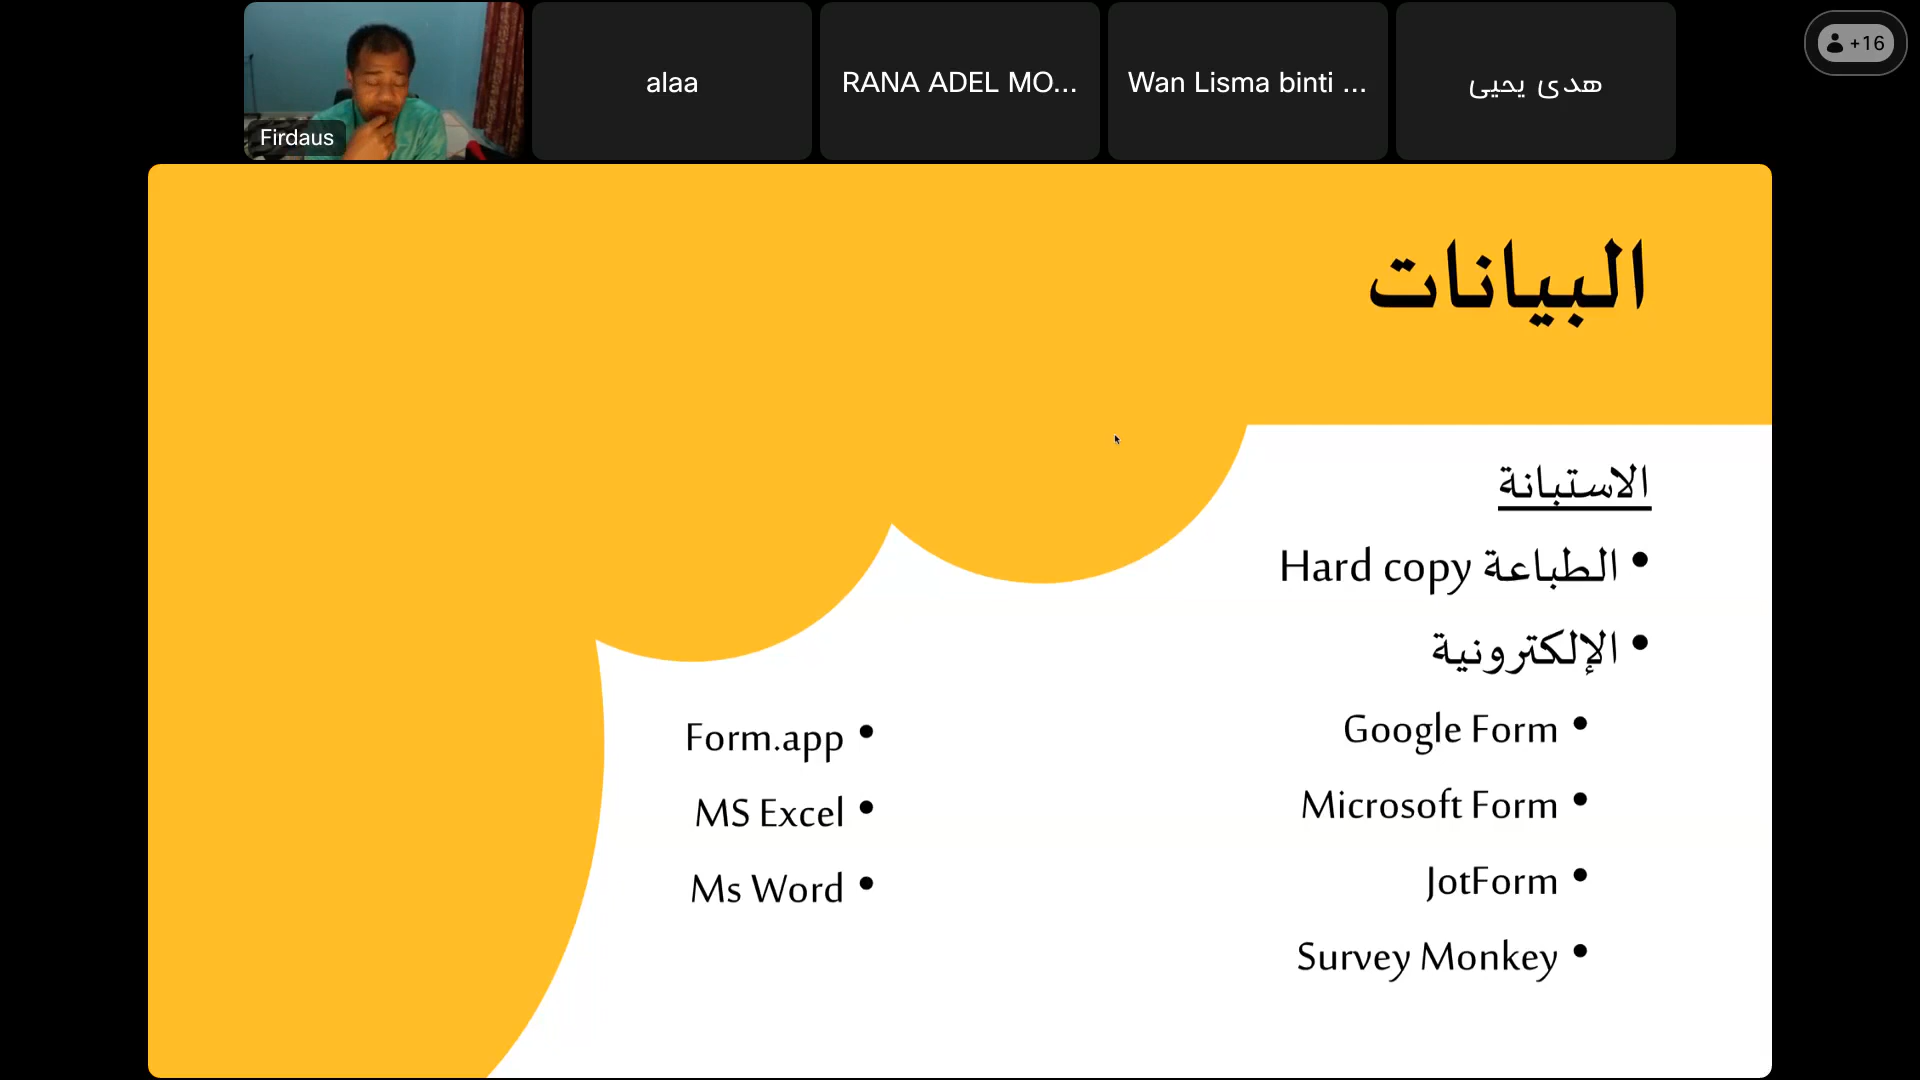 Firdaus
alaa
RANA ADEL MO...
Wan Lisma binti ...
هدى يحيى
+16
البيانات
الاستبانة
• الطباعة Hard copy
• الإلكترونية
• Google Form
• Microsoft Form
• JotForm
• Survey Monkey
• Form.app
• MS Excel
• Ms Word